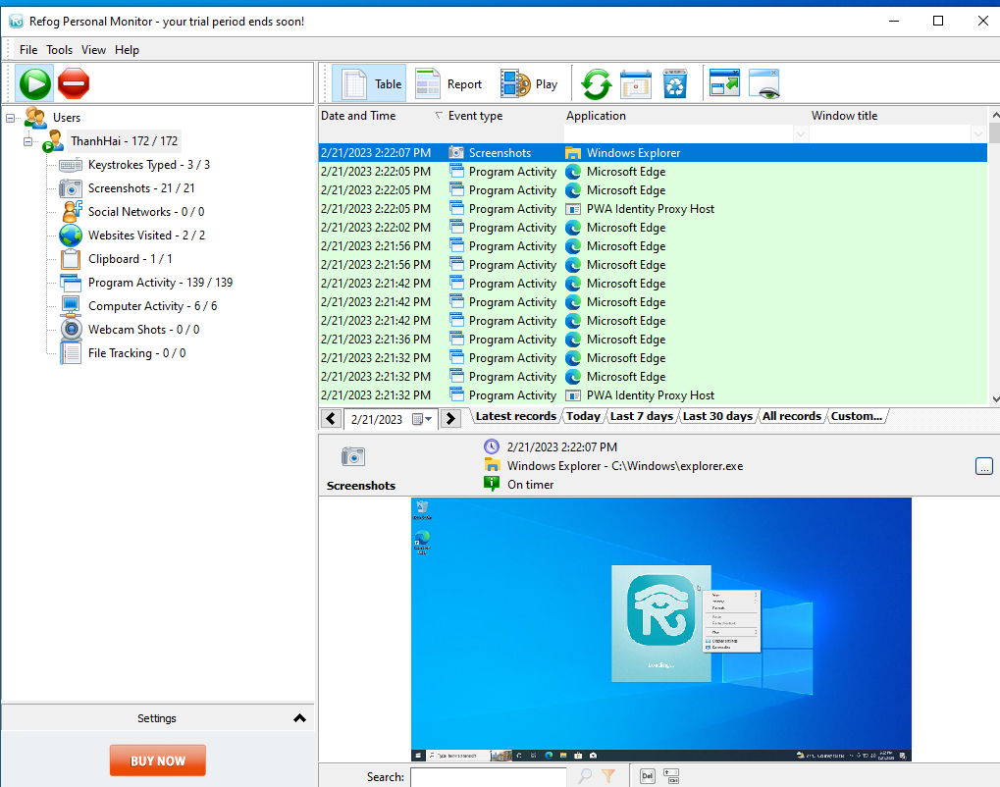 Refog Personal Monitor - your trial period ends soon!
File Tools View Help
Table Report Play
Users
ThanhHai - 172 / 172
Keystrokes Typed - 3 / 3
Screenshots - 21 / 21
Social Networks - 0 / 0
Websites Visited - 2 / 2
Clipboard - 1 / 1
Program Activity - 139 / 139
Computer Activity - 6 / 6
Webcam Shots - 0 / 0
File Tracking - 0 / 0
Settings
BUY NOW
Date and Time Event type Application Window title
2/21/2023 2:22:07 PM Screenshots Windows Explorer
2/21/2023 2:22:05 PM Program Activity Microsoft Edge
2/21/2023 2:22:05 PM Program Activity Microsoft Edge
2/21/2023 2:22:05 PM Program Activity PWA Identity Proxy Host
2/21/2023 2:22:02 PM Program Activity Microsoft Edge
2/21/2023 2:21:56 PM Program Activity Microsoft Edge
2/21/2023 2:21:56 PM Program Activity Microsoft Edge
2/21/2023 2:21:42 PM Program Activity Microsoft Edge
2/21/2023 2:21:42 PM Program Activity Microsoft Edge
2/21/2023 2:21:42 PM Program Activity Microsoft Edge
2/21/2023 2:21:36 PM Program Activity Microsoft Edge
2/21/2023 2:21:32 PM Program Activity Microsoft Edge
2/21/2023 2:21:32 PM Program Activity Microsoft Edge
2/21/2023 2:21:32 PM Program Activity PWA Identity Proxy Host
2/21/2023 Latest records Today Last 7 days Last 30 days All records Custom...
Screenshots
2/21/2023 2:22:07 PM
Windows Explorer - C:\Windows\explorer.exe
On timer
...
Loading...
Search:
Del